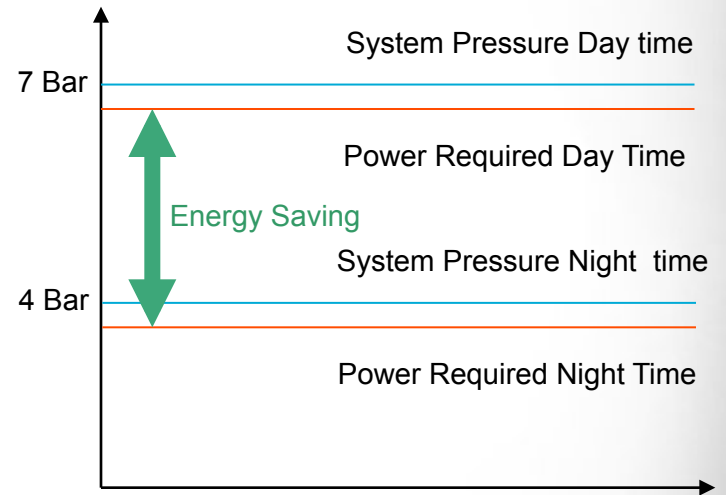 System Pressure Day time
7 Bar
Power Required Day Time
Energy Saving
System Pressure Night  time
4 Bar
Power Required Night Time